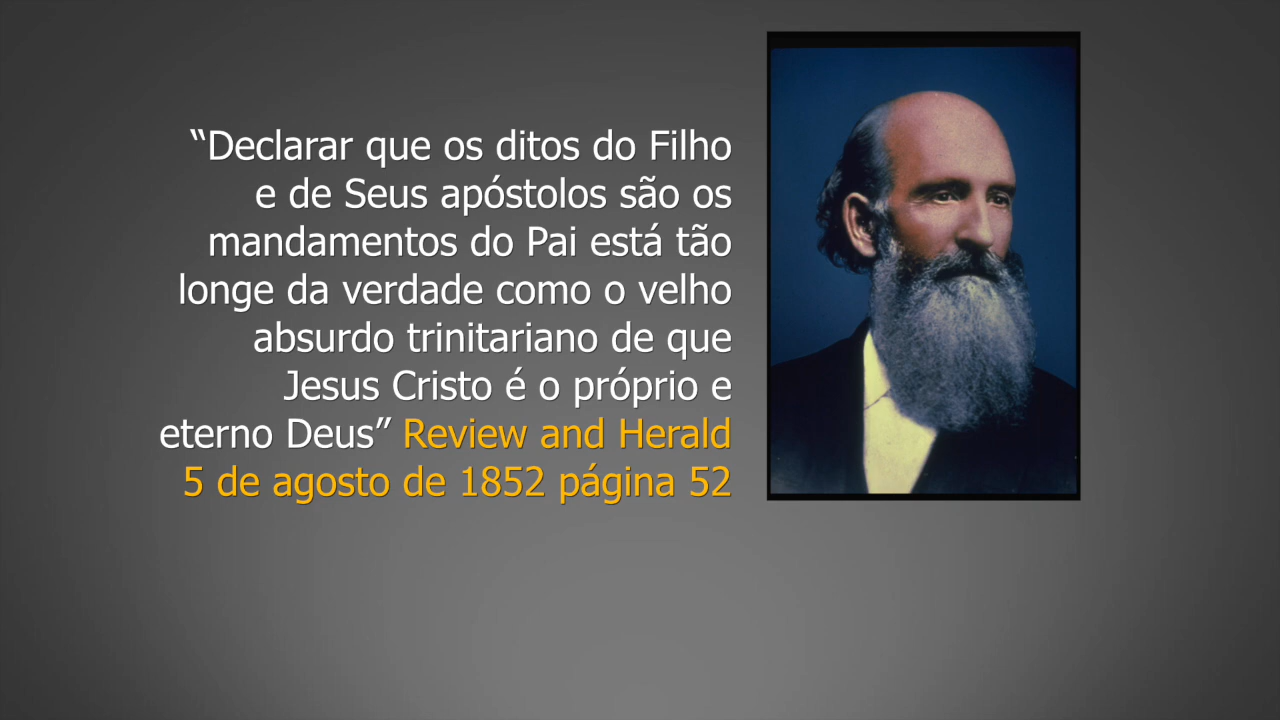 “Declarar que os ditos do Filho
e de Seus apóstolos são os
mandamentos do Pai está tão
longe da verdade como o velho
absurdo trinitariano de que
Jesus Cristo é o próprio e
eterno Deus” Review and Herald
5 de agosto de 1852 página 52